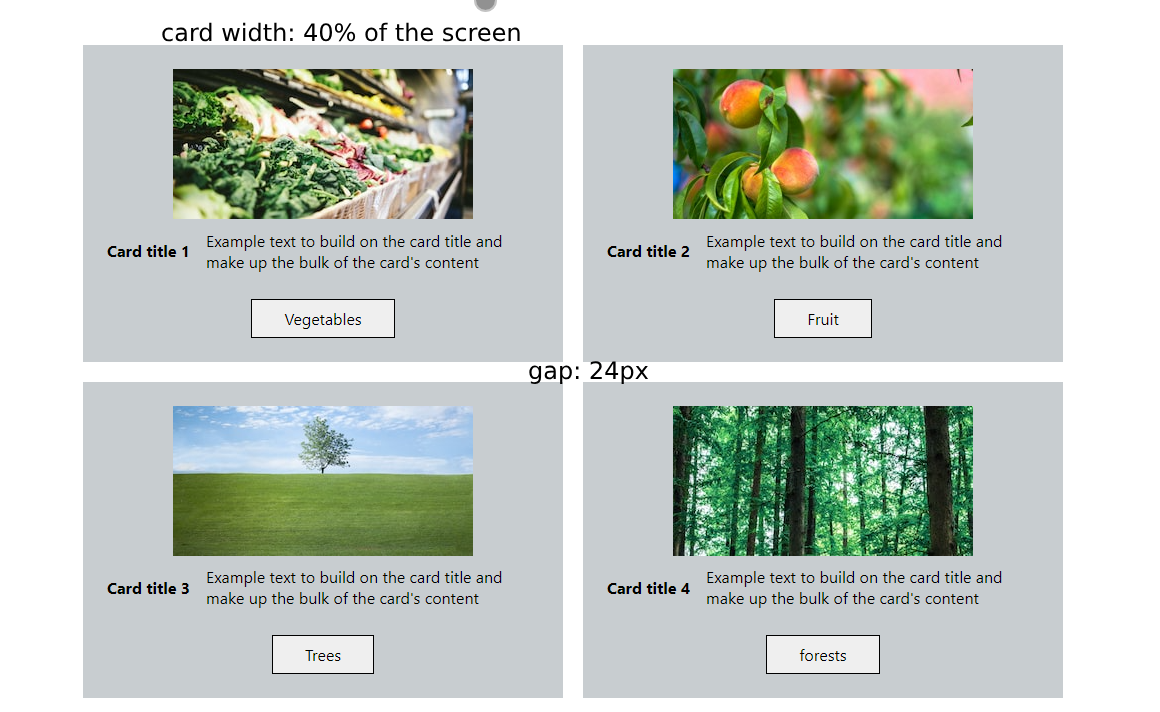 card width: 40% of the screen
Card title 1
Example text to build on the card title and
make up the bulk of the card's content
Vegetables
Card title 2
Example text to build on the card title and
make up the bulk of the card's content
Fruit
gap: 24px
Card title 3
Example text to build on the card title and
make up the bulk of the card's content
Trees
Card title 4
Example text to build on the card title and
make up the bulk of the card's content
forests